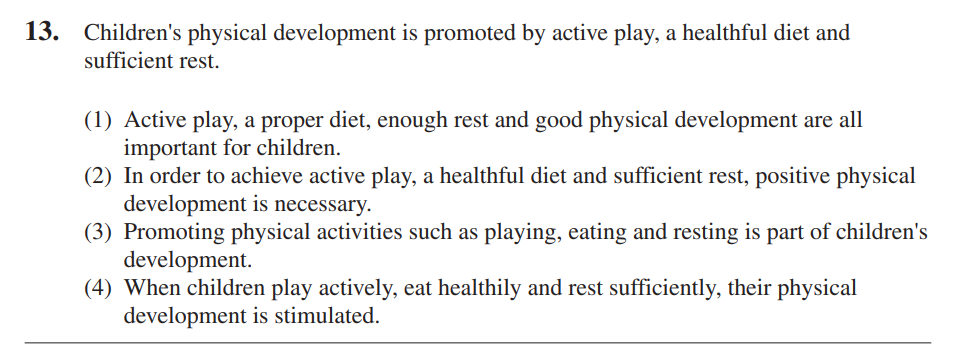 13. Children's physical development is promoted by active play, a healthful diet and
sufficient rest.
(1) Active play, a proper diet, enough rest and good physical development are all
important for children.
(2) In order to achieve active play, a healthful diet and sufficient rest, positive physical
development is necessary.
(3) Promoting physical activities such as playing, eating and resting is part of children's
development.
(4) When children play actively, eat healthily and rest sufficiently, their physical
development is stimulated.